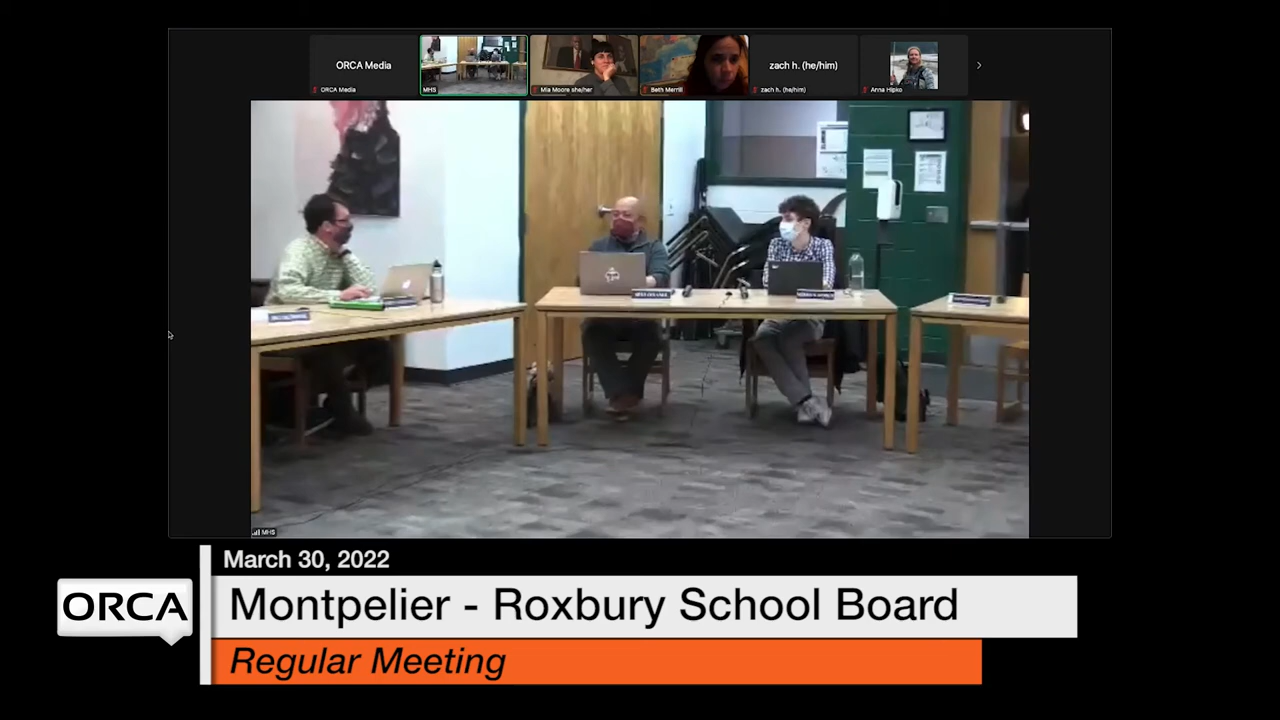 ORCA Media
zach h. (he/him)
ORCA Media
MHS
Mia Moore she/her
Beth Merrill
zach h. (he/him)
Anna Hipko
MHS
March 30, 2022
ORCA
Montpelier - Roxbury School Board
Regular Meeting